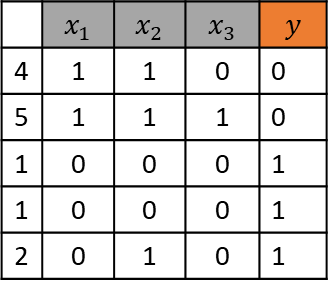 x₁ x₂ x₃ y
4 1 1 0 0
5 1 1 1 0
1 0 0 0 1
1 0 0 0 1
2 0 1 0 1